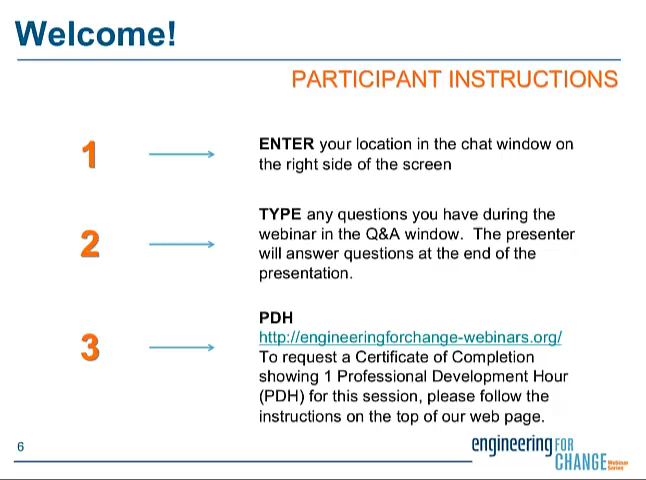 Welcome!
PARTICIPANT INSTRUCTIONS
1
ENTER your location in the chat window on
the right side of the screen
2
TYPE any questions you have during the
webinar in the Q&A window.  The presenter
will answer questions at the end of the
presentation.
3
PDH
http://engineeringforchange-webinars.org/
To request a Certificate of Completion
showing 1 Professional Development Hour
(PDH) for this session, please follow the
instructions on the top of our web page.
6
engineering FOR
CHANGE Webinar
Series